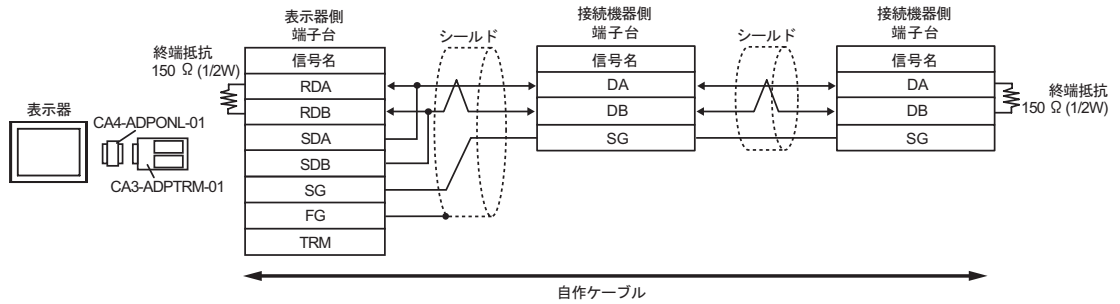 表示器側
端子台
信号名
RDA
RDB
SDA
SDB
SG
FG
TRM
終端抵抗
150 Ω (1/2W)
表示器
CA4-ADPONL-01
CA3-ADPTRM-01
シールド
接続機器側
端子台
信号名
DA
DB
SG
シールド
接続機器側
端子台
信号名
DA
DB
SG
終端抵抗
150 Ω (1/2W)
自作ケーブル